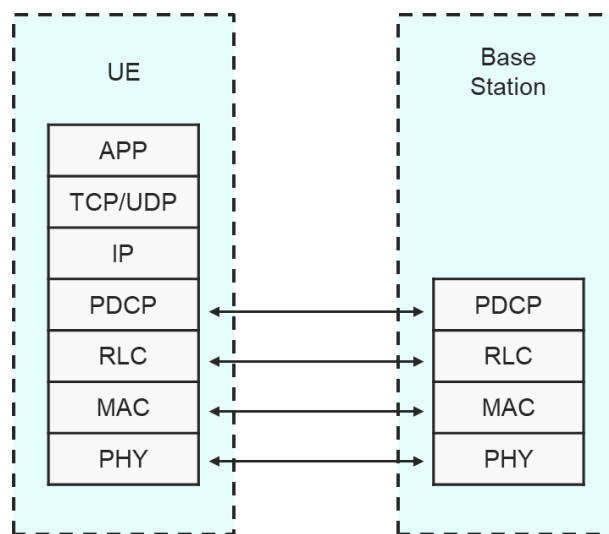 UE
APP
TCP/UDP
IP
PDCP
RLC
MAC
PHY
Base
Station
PDCP
RLC
MAC
PHY